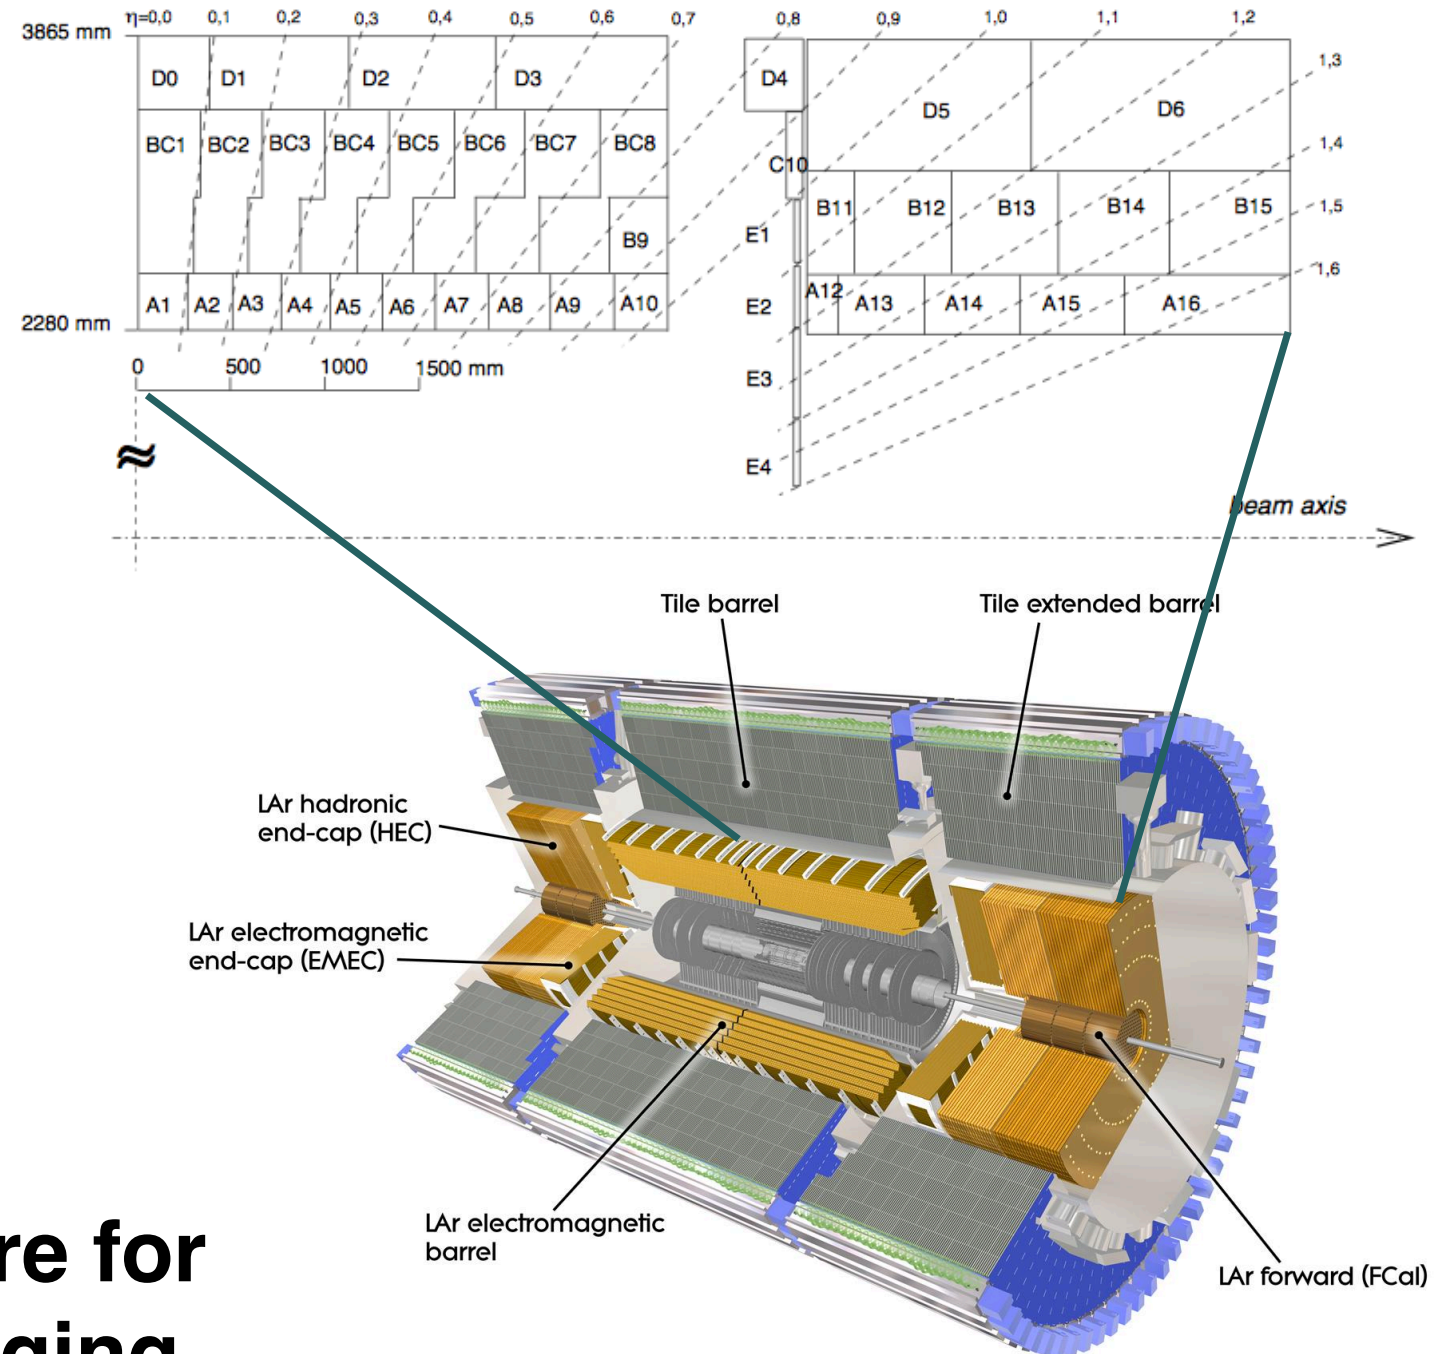 η=0,0 0,1 0,2 0,3 0,4 0,5 0,6 0,7 0,8 0,9 1,0 1,1 1,2
3865 mm
1,3
D0 D1 D2 D3 D4 D5 D6
BC1 BC2 BC3 BC4 BC5 BC6 BC7 BC8 C10
1,4
B11 B12 B13 B14 B15 1,5
B9 E1
1,6
A1 A2 A3 A4 A5 A6 A7 A8 A9 A10 E2 A12 A13 A14 A15 A16
2280 mm
0 500 1000 1500 mm
E3
E4
beam axis
Tile barrel
Tile extended barrel
LAr hadronic
end-cap (HEC)
LAr electromagnetic
end-cap (EMEC)
LAr electromagnetic
barrel
LAr forward (FCal)
re for
ging